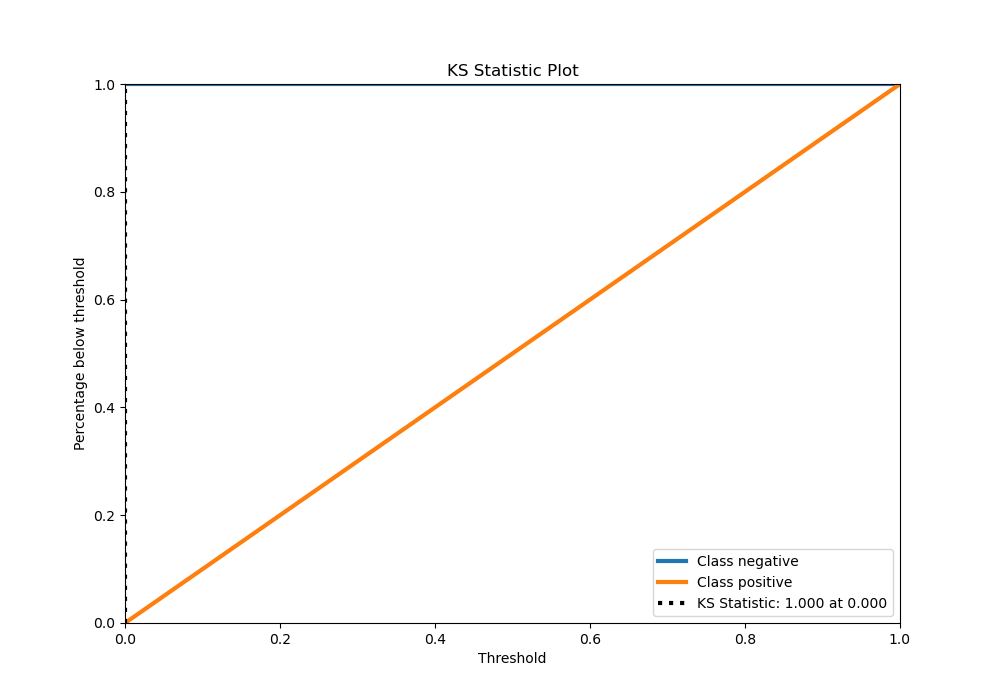 KS Statistic Plot
1.0
0.8
0.6
0.4
0.2
0.0
Percentage below threshold
Class negative
Class positive
KS Statistic: 1.000 at 0.000
0.0 0.2 0.4 0.6 0.8 1.0
Threshold